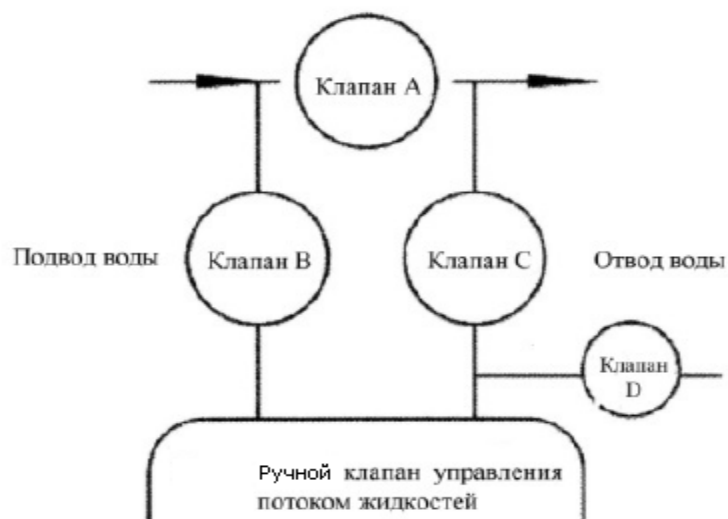 Клапан А
Подвод воды
Клапан В
Клапан С
Отвод воды
Клапан
D
Ручной клапан управления
потоком жидкостей